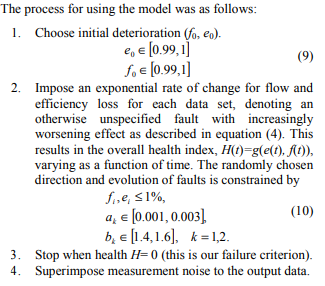 The process for using the model was as follows:
1. Choose initial deterioration (f₀, e₀).
e₀ ϵ [0.99,1]
(9)
f₀ ϵ [0.99,1]
2. Impose an exponential rate of change for flow and
efficiency loss for each data set, denoting an
otherwise unspecified fault with increasingly
worsening effect as described in equation (4). This
results in the overall health index, H(t)=g(e(t), f(t)),
varying as a function of time. The randomly chosen
direction and evolution of faults is constrained by
fᵢ,eᵢ ≤1%,
aₖ ϵ [0.001, 0.003],
(10)
bₖ ϵ [1.4,1.6], k =1,2.
3. Stop when health H= 0 (this is our failure criterion).
4. Superimpose measurement noise to the output data.